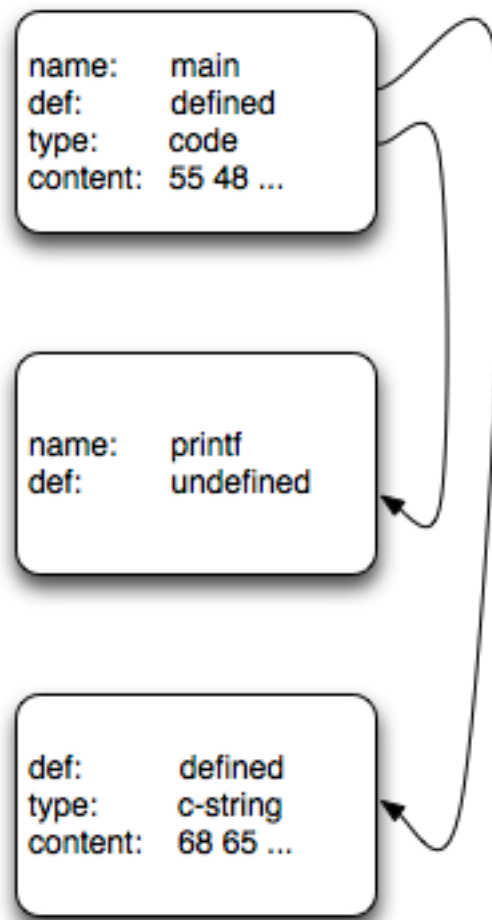 name: main
def: defined
type: code
content: 55 48 ...
name: printf
def: undefined
def: defined
type: c-string
content: 68 65 ...